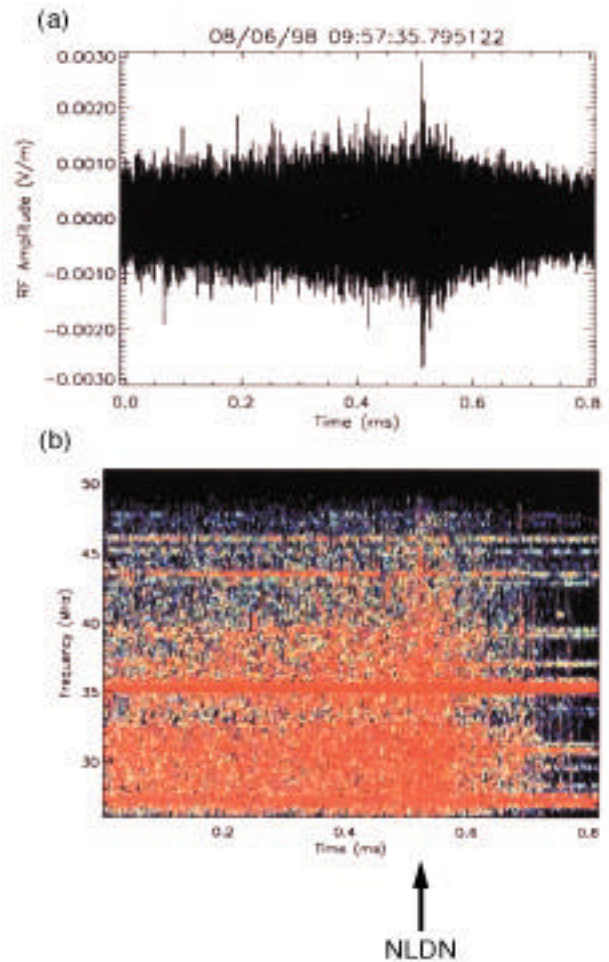 (a)
08/06/98 09:57:35.795122
0.0030
0.0020
0.0010
0.0000
-0.0010
-0.0020
-0.0030
RF Amplitude (V/m)
0.0 0.2 0.4 0.6 0.8
Time (ms)
(b)
50
45
40
35
30
Frequency (MHz)
0.2 0.4 0.6 0.8
Time (ms)
NLDN